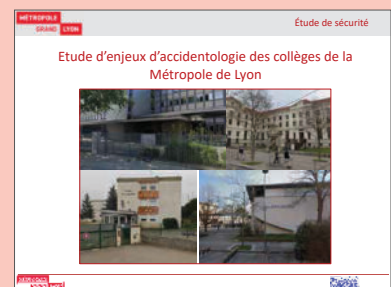 MÉTROPOLE
GRAND LYON
Étude de sécurité
Etude d'enjeux d'accidentologie des collèges de la
Métropole de Lyon